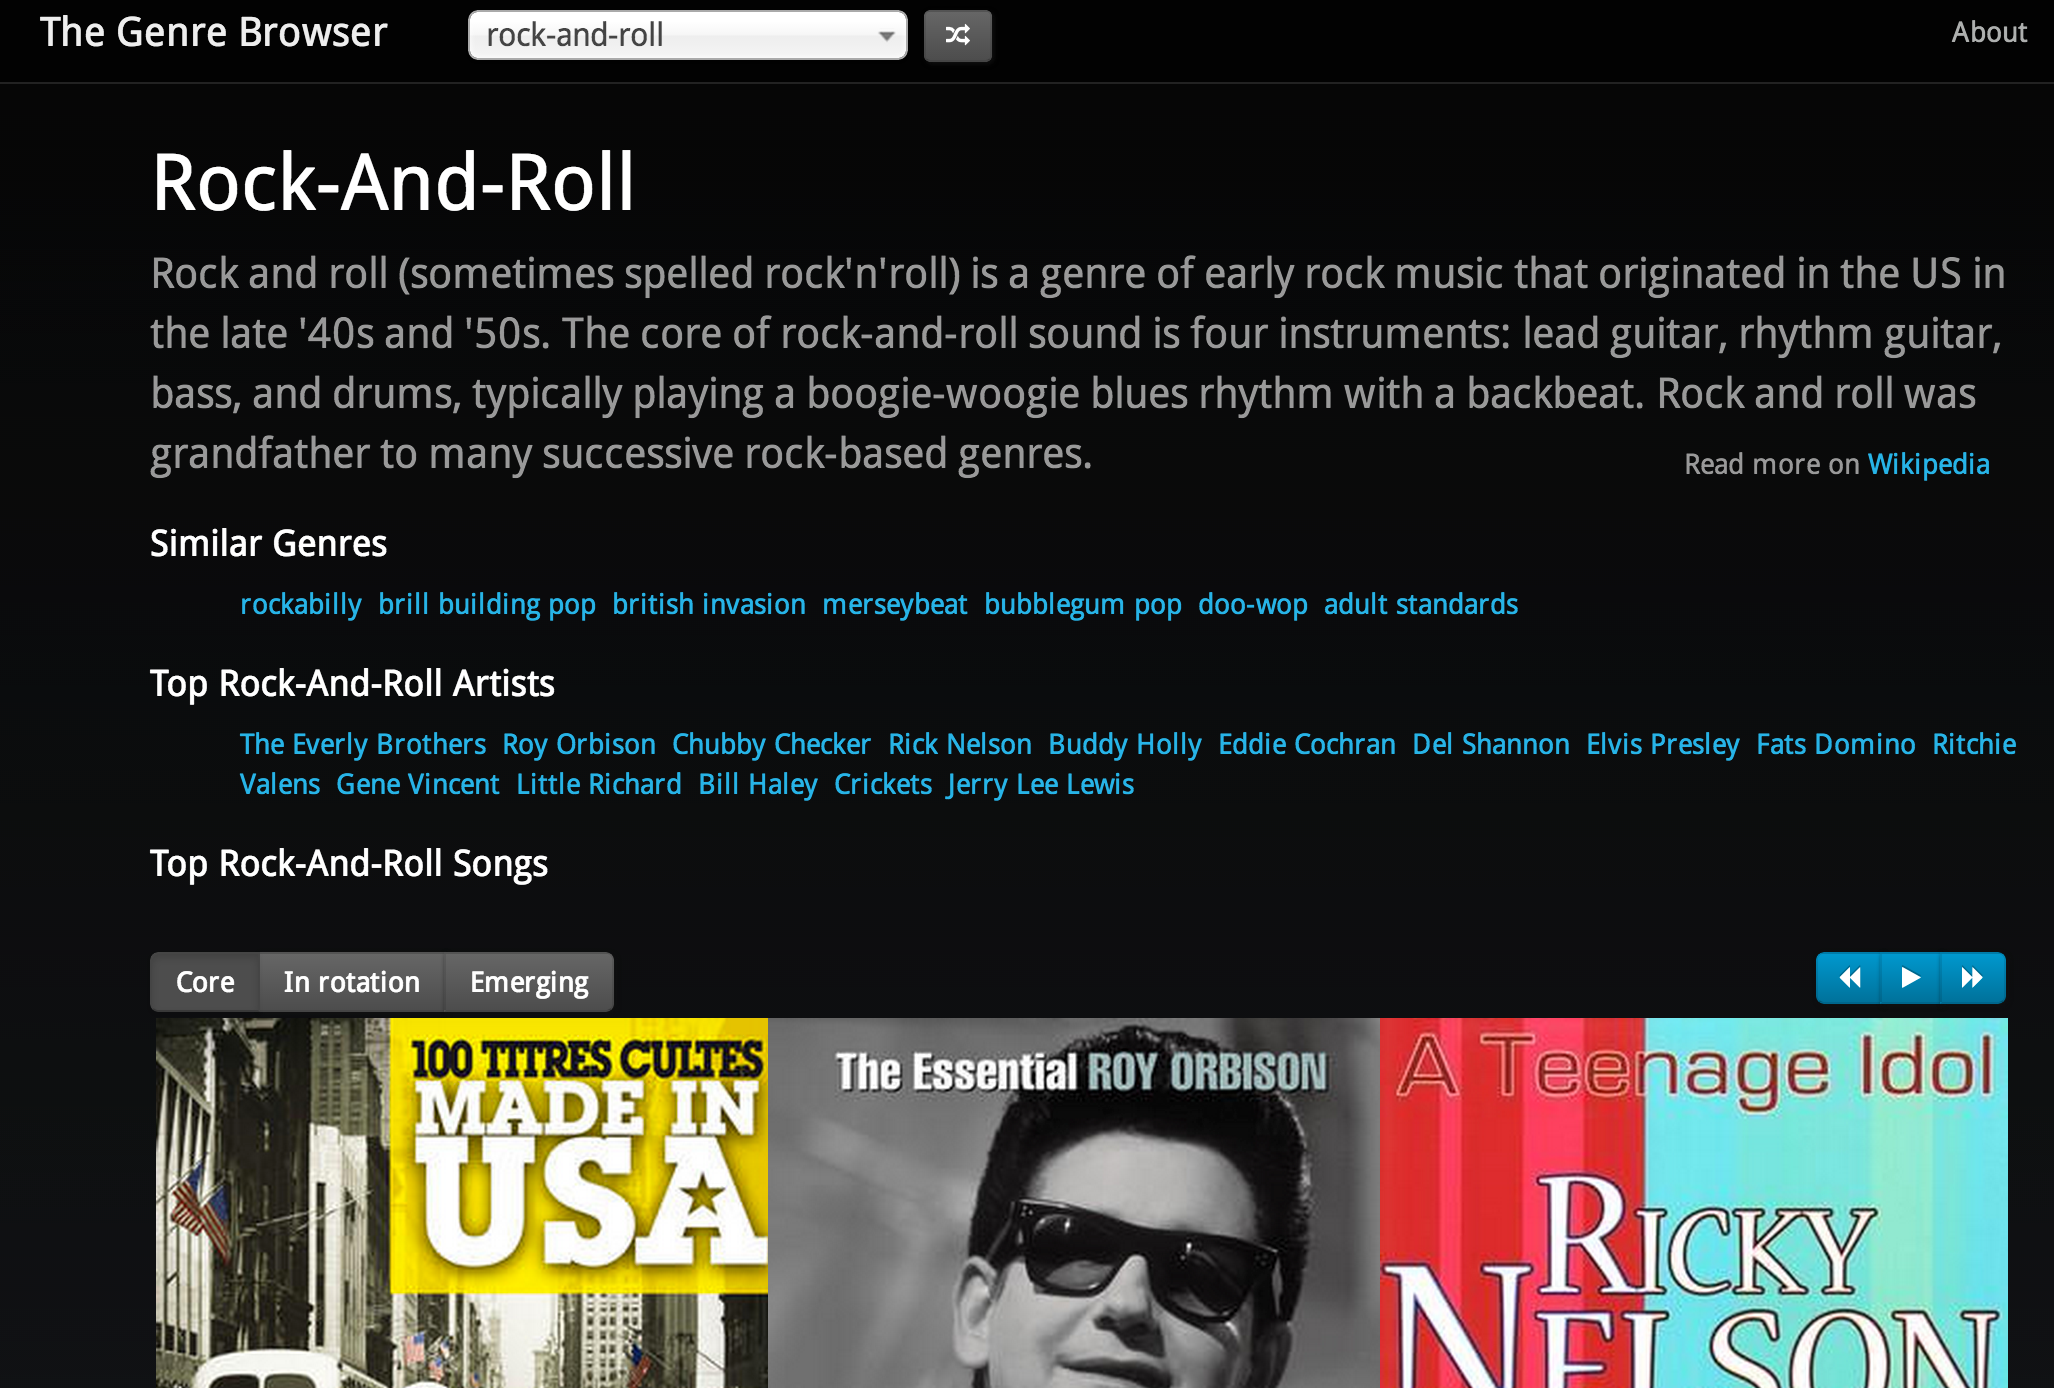 The Genre Browser
rock-and-roll
About
Rock-And-Roll
Rock and roll (sometimes spelled rock'n'roll) is a genre of early rock music that originated in the US in
the late '40s and '50s. The core of rock-and-roll sound is four instruments: lead guitar, rhythm guitar,
bass, and drums, typically playing a boogie-woogie blues rhythm with a backbeat. Rock and roll was
grandfather to many successive rock-based genres.
Read more on Wikipedia
Similar Genres
rockabilly brill building pop british invasion merseybeat bubblegum pop doo-wop adult standards
Top Rock-And-Roll Artists
The Everly Brothers Roy Orbison Chubby Checker Rick Nelson Buddy Holly Eddie Cochran Del Shannon Elvis Presley Fats Domino Ritchie
Valens Gene Vincent Little Richard Bill Haley Crickets Jerry Lee Lewis
Top Rock-And-Roll Songs
Core In rotation Emerging
100 TITRES CULTES
MADE IN
USA
The Essential ROY ORBISON
A Teenage Idol
RICKY
NELSON